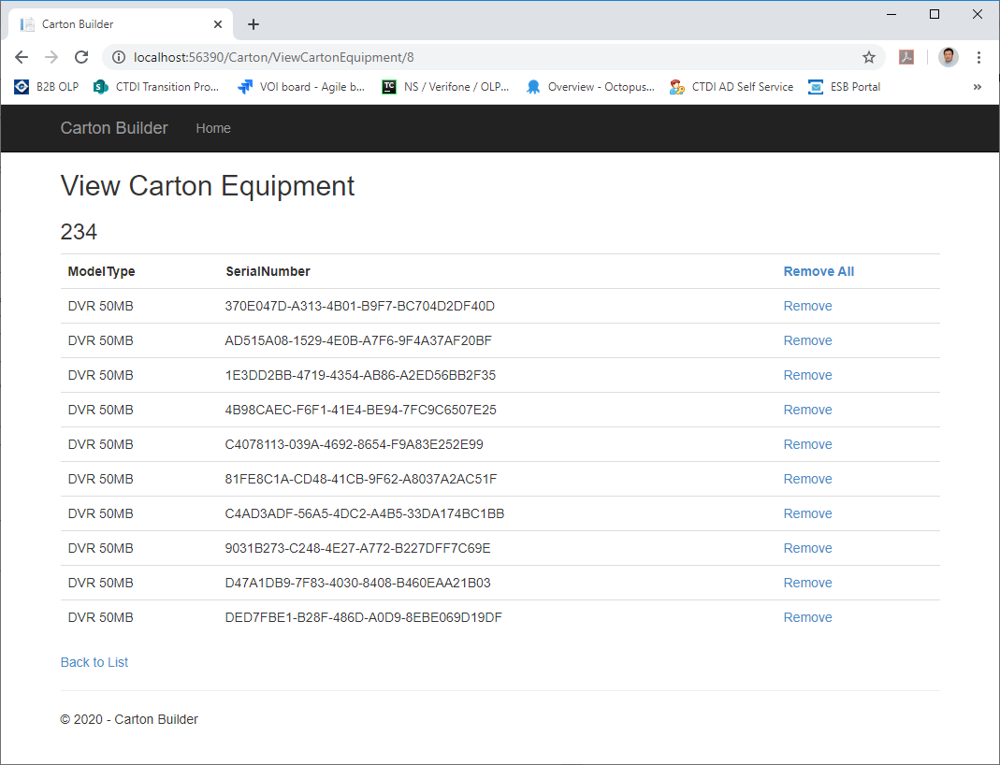 Carton Builder
localhost:56390/Carton/ViewCartonEquipment/8
B2B OLP CTDI Transition Pro... VOI board - Agile b... TC NS / Verifone / OLP... Overview - Octopus... CTDI AD Self Service ESB Portal »
Carton Builder Home
View Carton Equipment
234
ModelType SerialNumber Remove All
DVR 50MB 370E047D-A313-4B01-B9F7-BC704D2DF40D Remove
DVR 50MB AD515A08-1529-4E0B-A7F6-9F4A37AF20BF Remove
DVR 50MB 1E3DD2BB-4719-4354-AB86-A2ED56BB2F35 Remove
DVR 50MB 4B98CAEC-F6F1-41E4-BE94-7FC9C6507E25 Remove
DVR 50MB C4078113-039A-4692-8654-F9A83E252E99 Remove
DVR 50MB 81FE8C1A-CD48-41CB-9F62-A8037A2AC51F Remove
DVR 50MB C4AD3ADF-56A5-4DC2-A4B5-33DA174BC1BB Remove
DVR 50MB 9031B273-C248-4E27-A772-B227DFF7C69E Remove
DVR 50MB D47A1DB9-7F83-4030-8408-B460EAA21B03 Remove
DVR 50MB DED7FBE1-B28F-486D-A0D9-8EBE069D19DF Remove
Back to List
© 2020 - Carton Builder